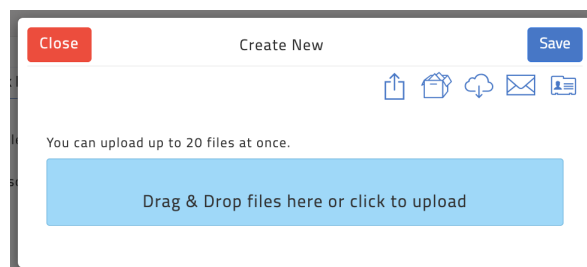 Close
Create New
Save
You can upload up to 20 files at once.
Drag & Drop files here or click to upload